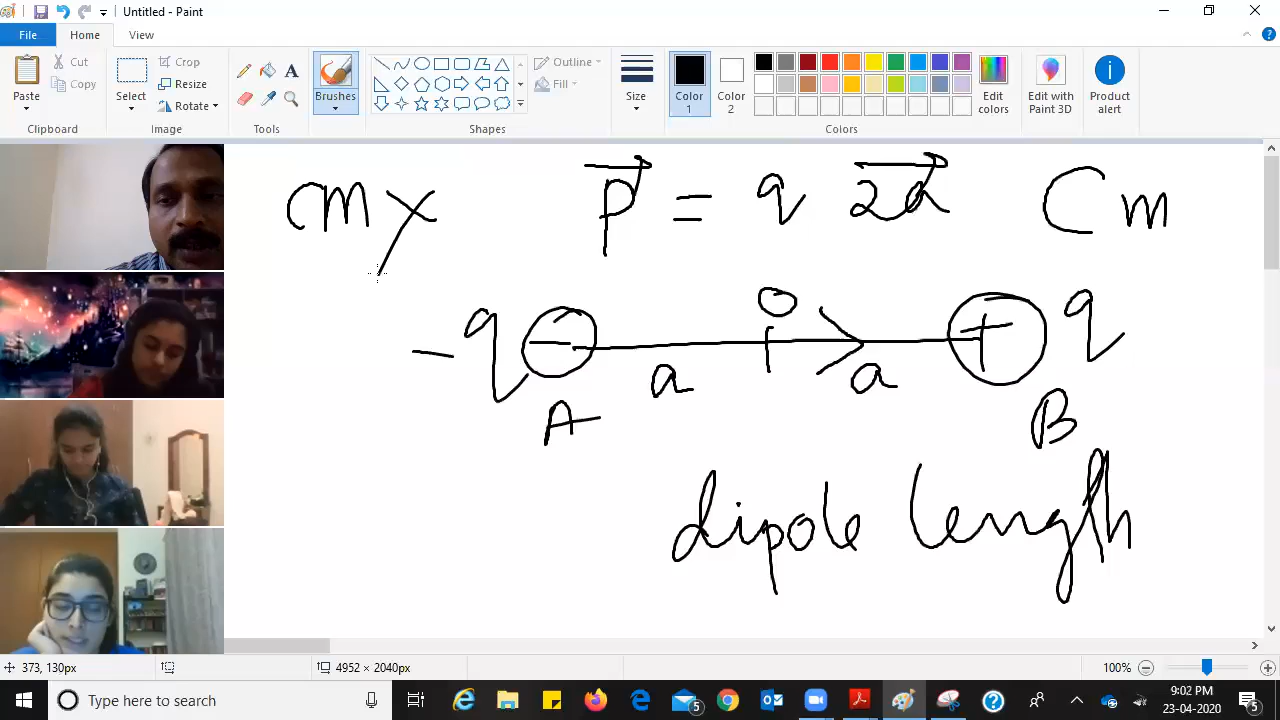 Untitled - Paint
File Home View
Paste Cut Copy Clipboard
Select Crop Resize Rotate Image
Tools
Brushes
Outline Fill Shapes
Size
Color 1 Color 2 Edit colors Colors
Edit with Paint 3D
Product alert
P = q 2a C m
- q − o + q
a a
A B
dipole length
373, 130px 4952 × 2040px 100%
Type here to search
5
9:02 PM
23-04-2020
5